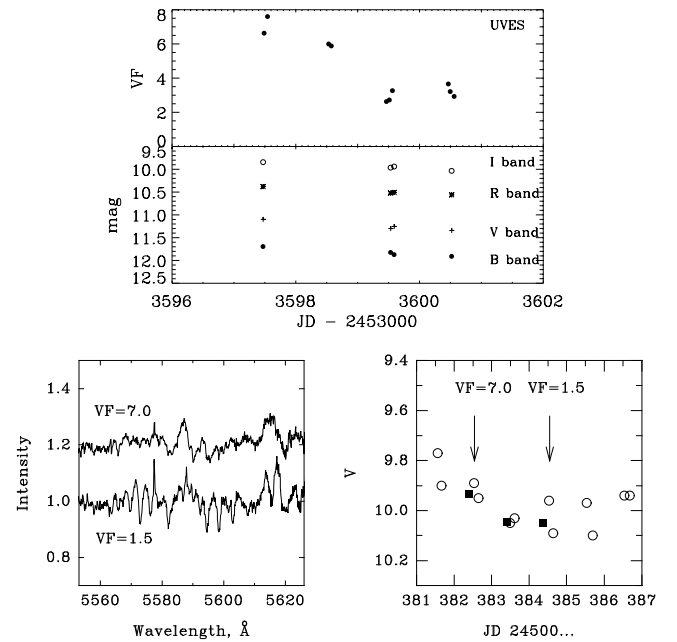 8
UVES
6
VF
4
2
0
9.5
I band
10.0
10.5
R band
mag
11.0
V band
11.5
B band
12.0
12.5
3596 3598 3600 3602
JD − 2453000
1.4
VF=7.0
1.2
Intensity
1.0
VF=1.5
0.8
5560 5580 5600 5620
Wavelength, Å
9.4
VF=7.0 VF=1.5
9.6
9.8
V
10.0
10.2
381 382 383 384 385 386 387
JD 24500...